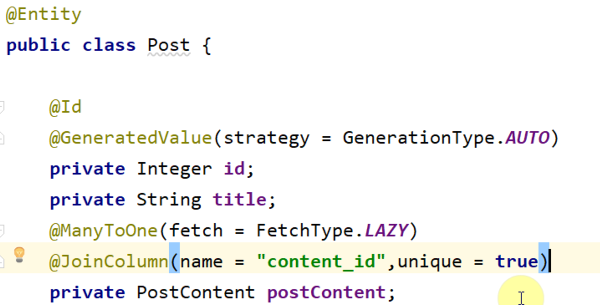 @Entity
public class Post {
@Id
@GeneratedValue(strategy = GenerationType.AUTO)
private Integer id;
private String title;
@ManyToOne(fetch = FetchType.LAZY)
@JoinColumn(name = "content_id",unique = true)
private PostContent postContent;